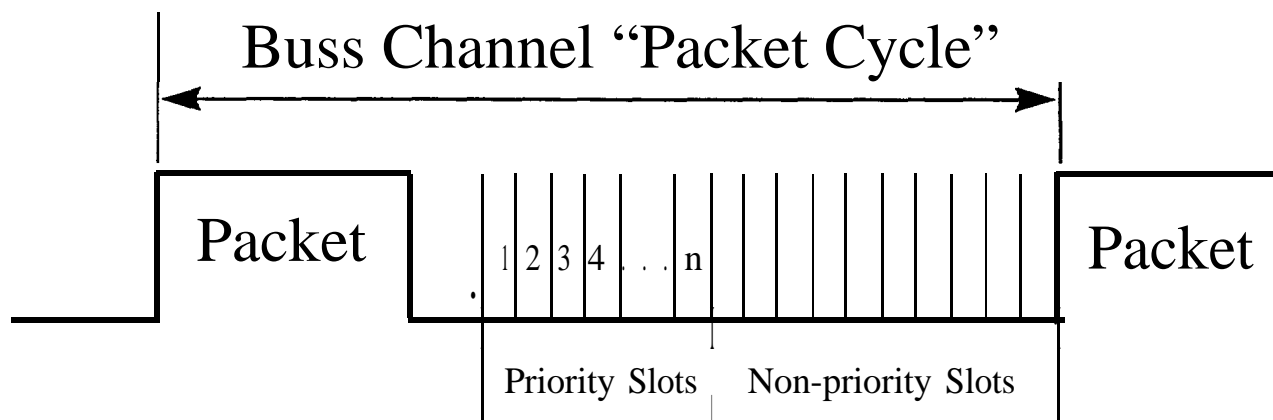 Buss Channel “Packet Cycle”
Packet
1 2 3 4 . . . n
Packet
Priority Slots
Non-priority Slots